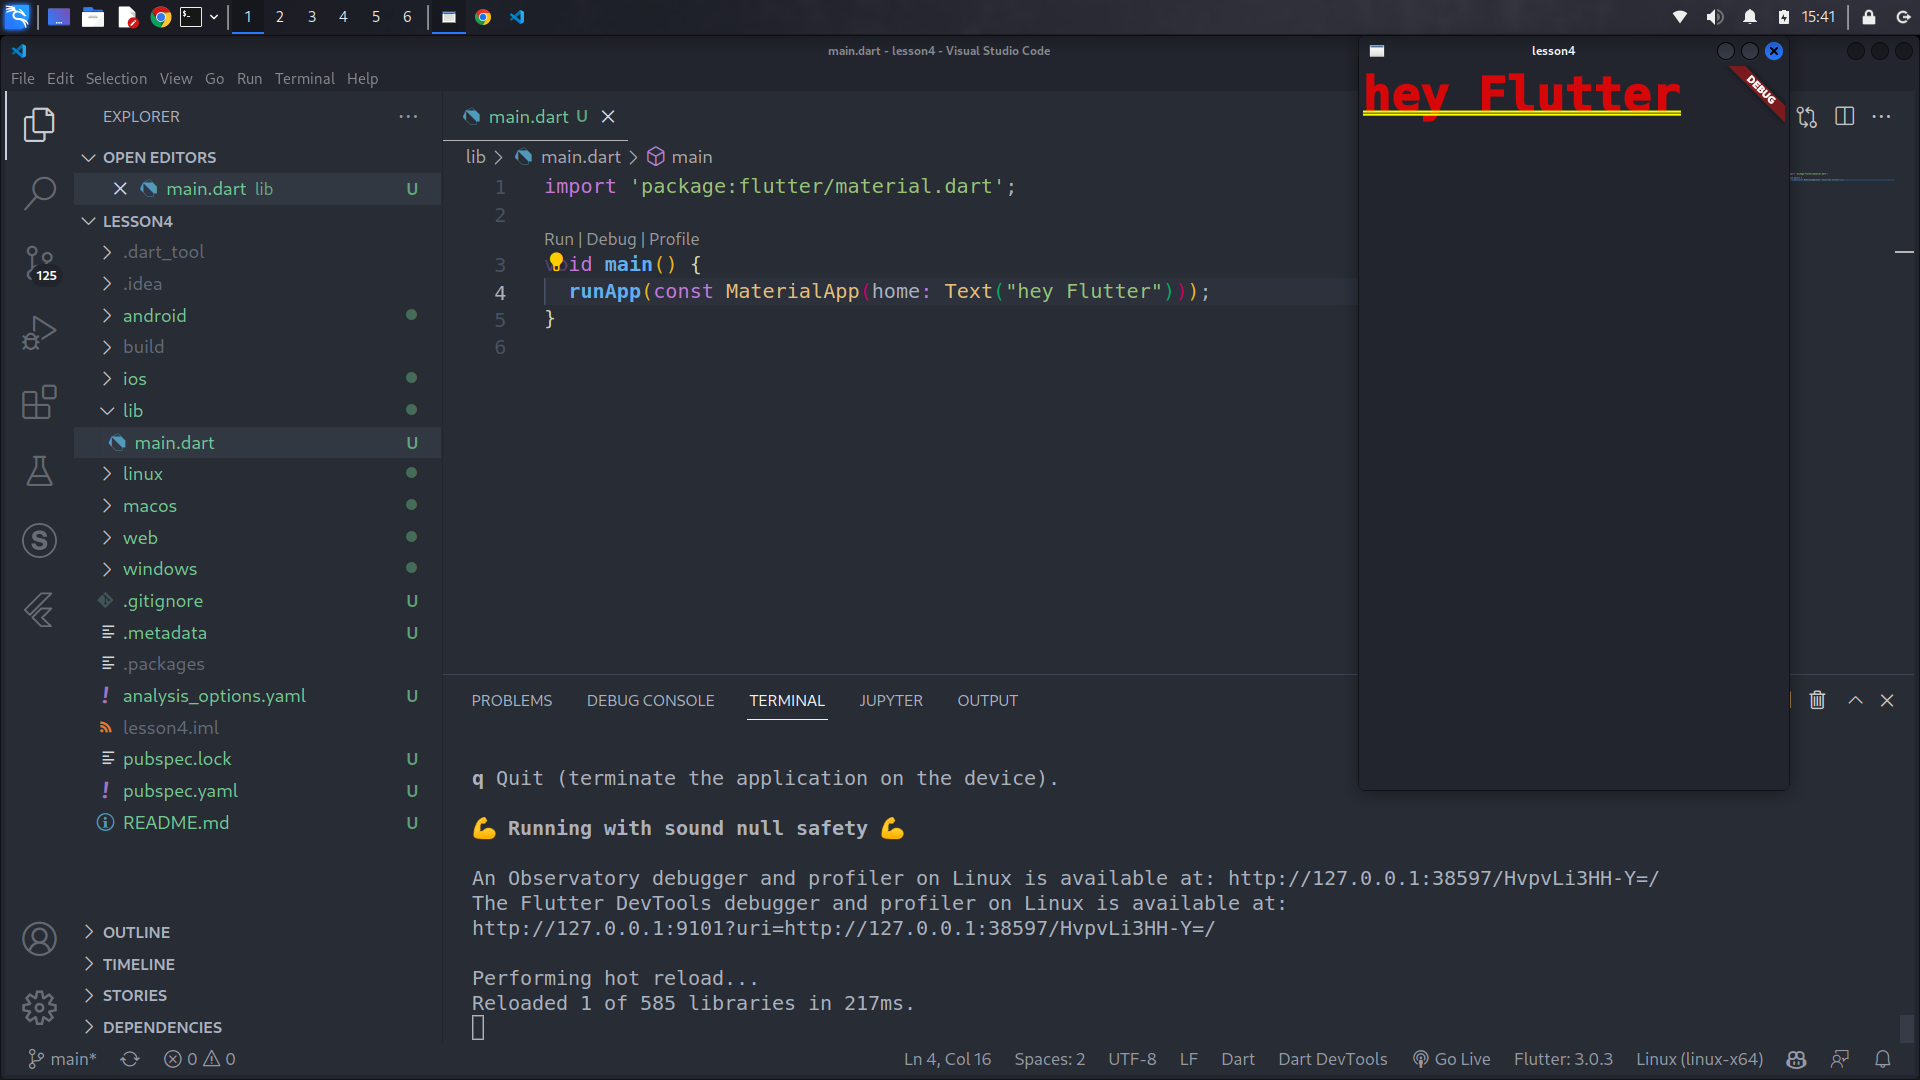 1 2 3 4 5 6
15:41
main.dart - lesson4 - Visual Studio Code
lesson4
File Edit Selection View Go Run Terminal Help
hey Flutter
DEBUG
EXPLORER
main.dart U
OPEN EDITORS
lib main.dart main
main.dart lib U
1 import 'package:flutter/material.dart';
2
LESSON4
Run | Debug | Profile
.dart_tool
3 void main() {
125
.idea
4 runApp(const MaterialApp(home: Text("hey Flutter")));
android
5 }
build
6
ios
lib
main.dart U
linux
macos
web
windows
.gitignore U
.metadata U
.packages
analysis_options.yaml U
PROBLEMS DEBUG CONSOLE TERMINAL JUPYTER OUTPUT
lesson4.iml
pubspec.lock U
q Quit (terminate the application on the device).
pubspec.yaml U
README.md U
💪 Running with sound null safety 💪
An Observatory debugger and profiler on Linux is available at: http://127.0.0.1:38597/HvpvLi3HH-Y=/
The Flutter DevTools debugger and profiler on Linux is available at:
http://127.0.0.1:9101?uri=http://127.0.0.1:38597/HvpvLi3HH-Y=/
OUTLINE
TIMELINE
Performing hot reload...
STORIES
Reloaded 1 of 585 libraries in 217ms.
DEPENDENCIES
main* 0 0 Ln 4, Col 16 Spaces: 2 UTF-8 LF Dart Dart DevTools Go Live Flutter: 3.0.3 Linux (linux-x64)